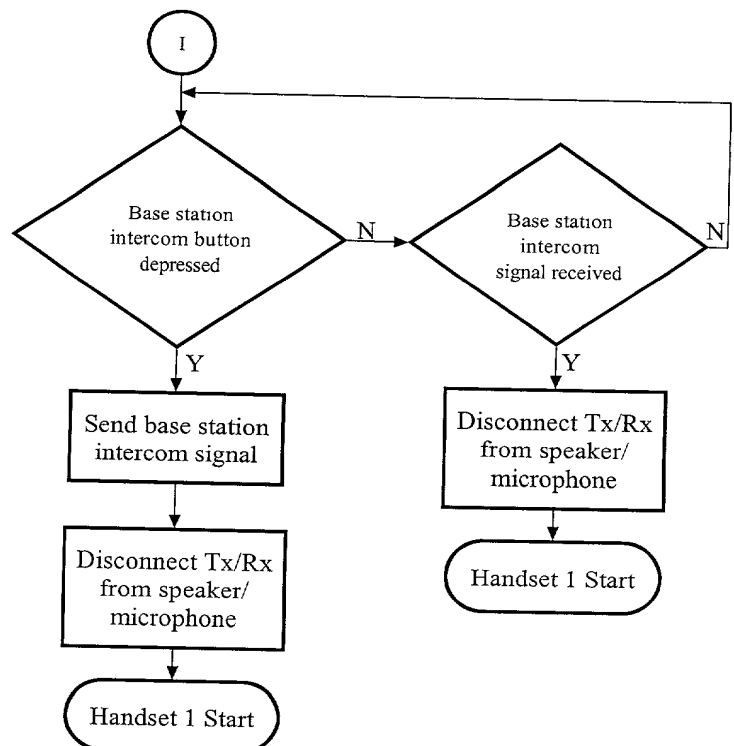 I
Base station
intercom button
depressed
N
Base station
intercom
signal received
N
Y
Send base station
intercom signal
Disconnect Tx/Rx
from speaker/
microphone
Handset 1 Start
Y
Disconnect Tx/Rx
from speaker/
microphone
Handset 1 Start